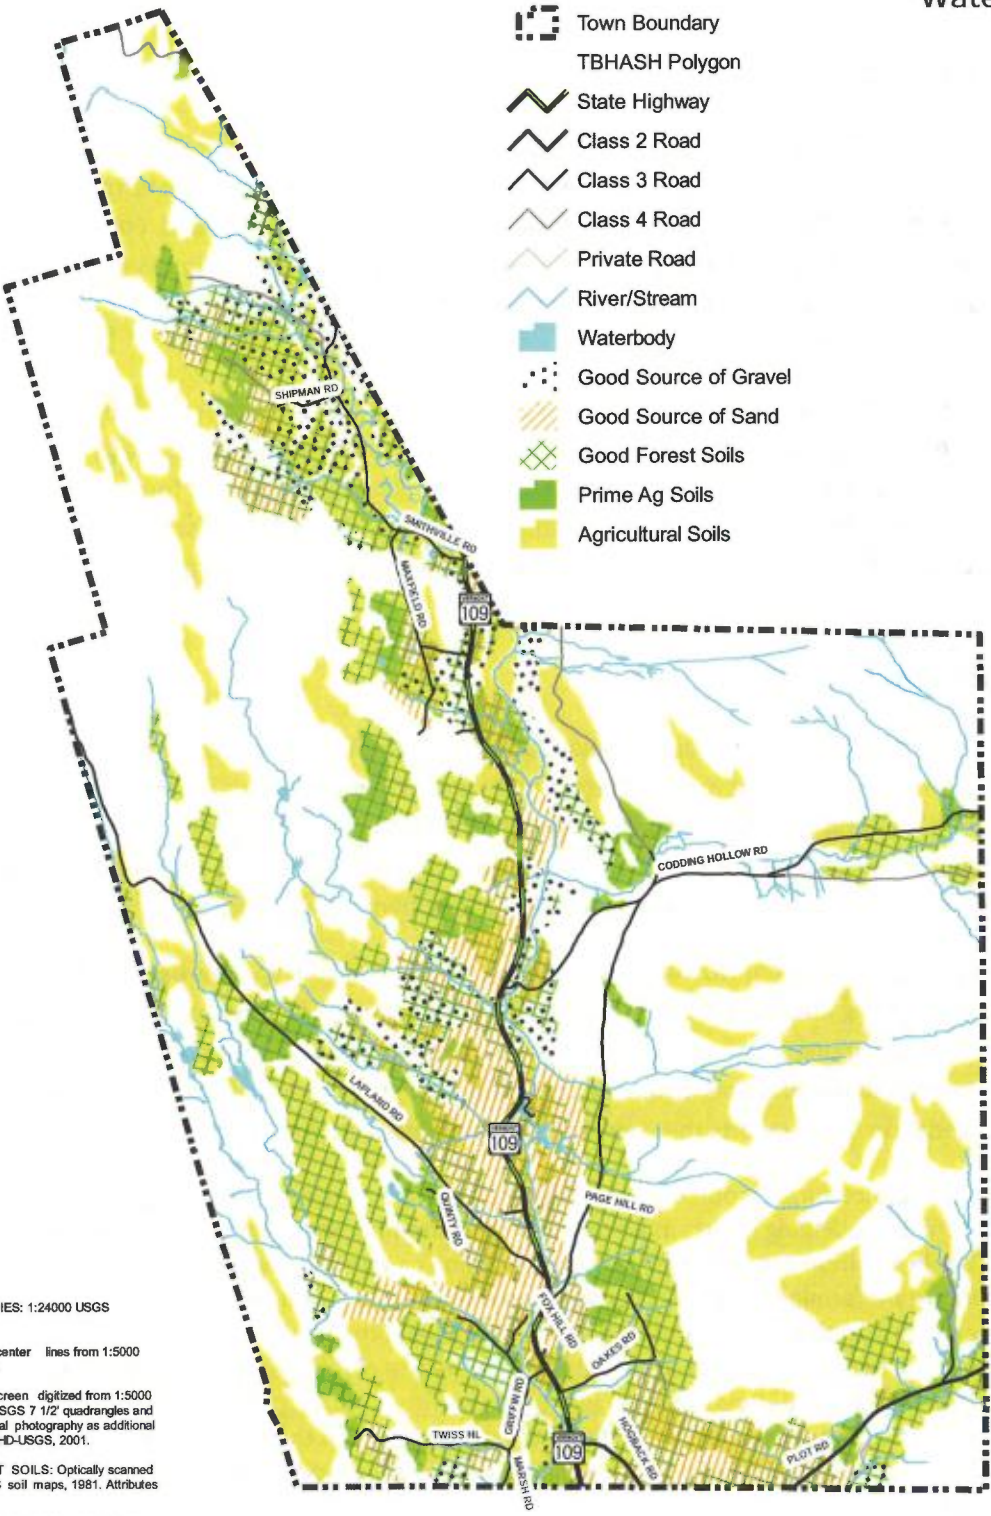 Wate
Town Boundary
TBHASH Polygon
State Highway
Class 2 Road
Class 3 Road
Class 4 Road
Private Road
River/Stream
Waterbody
Good Source of Gravel
Good Source of Sand
Good Forest Soils
Prime Ag Soils
Agricultural Soils
SHIPMAN RD
SMITHVILLE RD
MAXFIELD RD
109
CODDING HOLLOW RD
LAFLARD RD
109
QUINTY RD
PAGE HILL RD
FOX HILL RD
OAKES RD
GRIFFIN RD
TWISS HL
109
HOGBACK RD
PLOT RD
MARSH RD
IES: 1:24000 USGS
center lines from 1:5000
creen digitized from 1:5000
SGS 7 1/2' quadrangles and
al photography as additional
HD-USGS, 2001.
T SOILS: Optically scanned
soil maps, 1981. Attributes